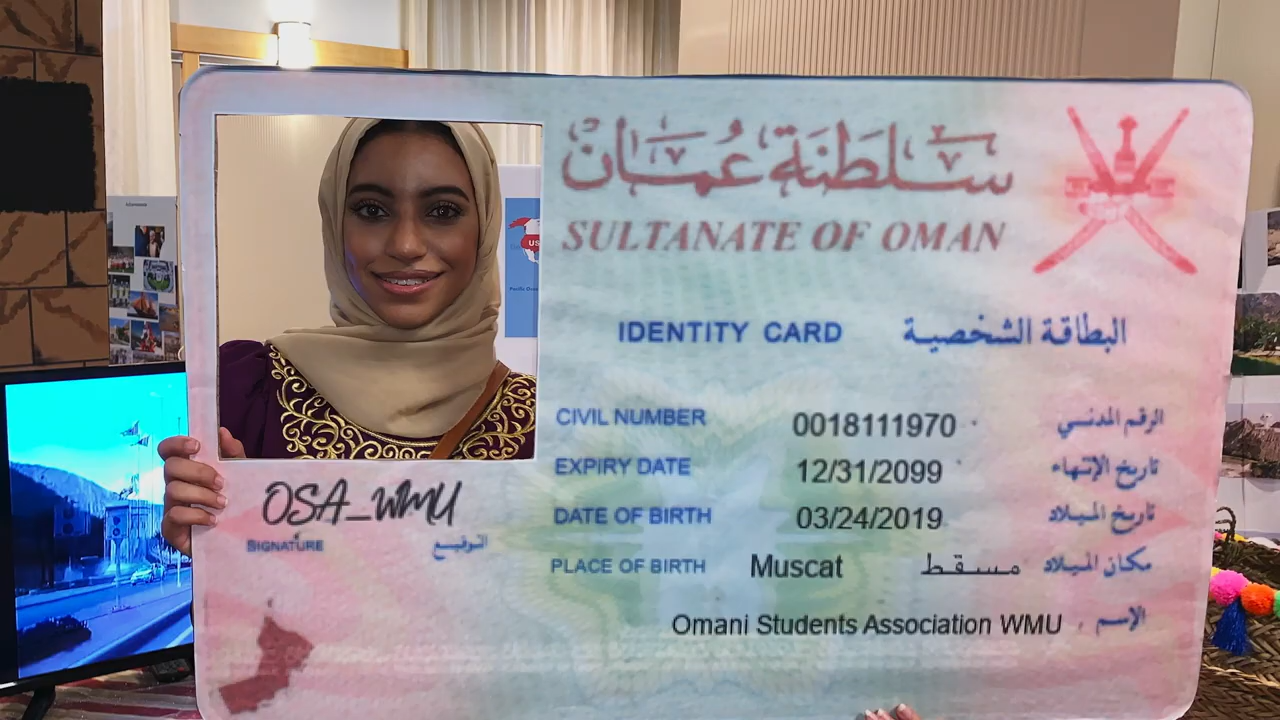 سلطنة عمان
SULTANATE OF OMAN
IDENTITY CARD البطاقة الشخصية
CIVIL NUMBER 0018111970 الرقم المدني
EXPIRY DATE 12/31/2099 تاريخ الإنتهاء
DATE OF BIRTH 03/24/2019 تاريخ الميلاد
PLACE OF BIRTH Muscat مسقط مكان الميلاد
Omani Students Association WMU الإسم
OSA_WMU
SIGNATURE التوقيع
US